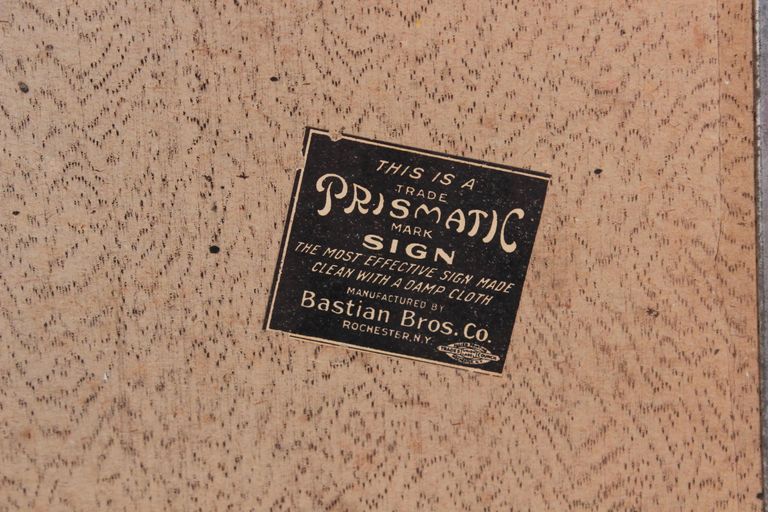 THIS IS A
TRADE
PRISMATIC
MARK
SIGN
THE MOST EFFECTIVE SIGN MADE
CLEAN WITH A DAMP CLOTH
MANUFACTURED BY
Bastian Bros. Co.
ROCHESTER, N.Y.